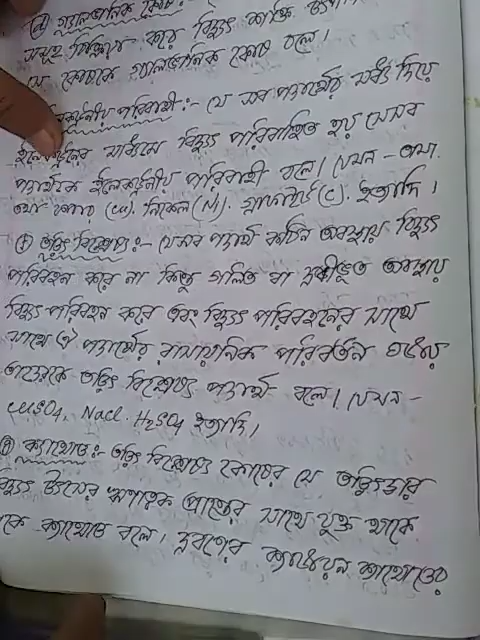 গ্যালভানিক কোষ:-
সমূহ বিক্রিয়া করে বিদ্যুৎ শক্তি উৎপন্ন
সে কোষকে গ্যালভানিক কোষ বলে।
পরিবাহী:- যে সব পদার্থের মধ্য দিয়ে
ইলেকট্রনের মাধ্যমে বিদ্যুৎ পরিবাহিত হয় সেসব
পদার্থকে ইলেকট্রনীয় পরিবাহী বলে। যেমন -
(Cu). নিকেল (Ni). গ্রাফাইট (C). ইত্যাদি।
তড়িৎ বিশ্লেষ্য:- যেসব পদার্থ কঠিন অবস্থায় বিদ্যুৎ
পরিবহন করে না কিন্তু গলিত বা দ্রবীভূত অবস্থায়
বিদ্যুৎ পরিবহন করে এবং বিদ্যুৎ পরিবহনের সাথে
সাথে ঐ পদার্থের রাসায়নিক পরিবর্তন ঘটে
তাদেরকে তড়িৎ বিশ্লেষ্য পদার্থ বলে। যেমন -
CuSO4, NaCl. H2SO4 ইত্যাদি।
ক্যাথোড:- তড়িৎ বিশ্লেষ্য কোষের যে তড়িৎদ্বার
বিদ্যুৎ উৎসের ঋণাত্মক প্রান্তের সাথে যুক্ত থাকে
কে ক্যাথোড বলে। দ্রবণের ক্যাটায়ন ক্যাথোডের